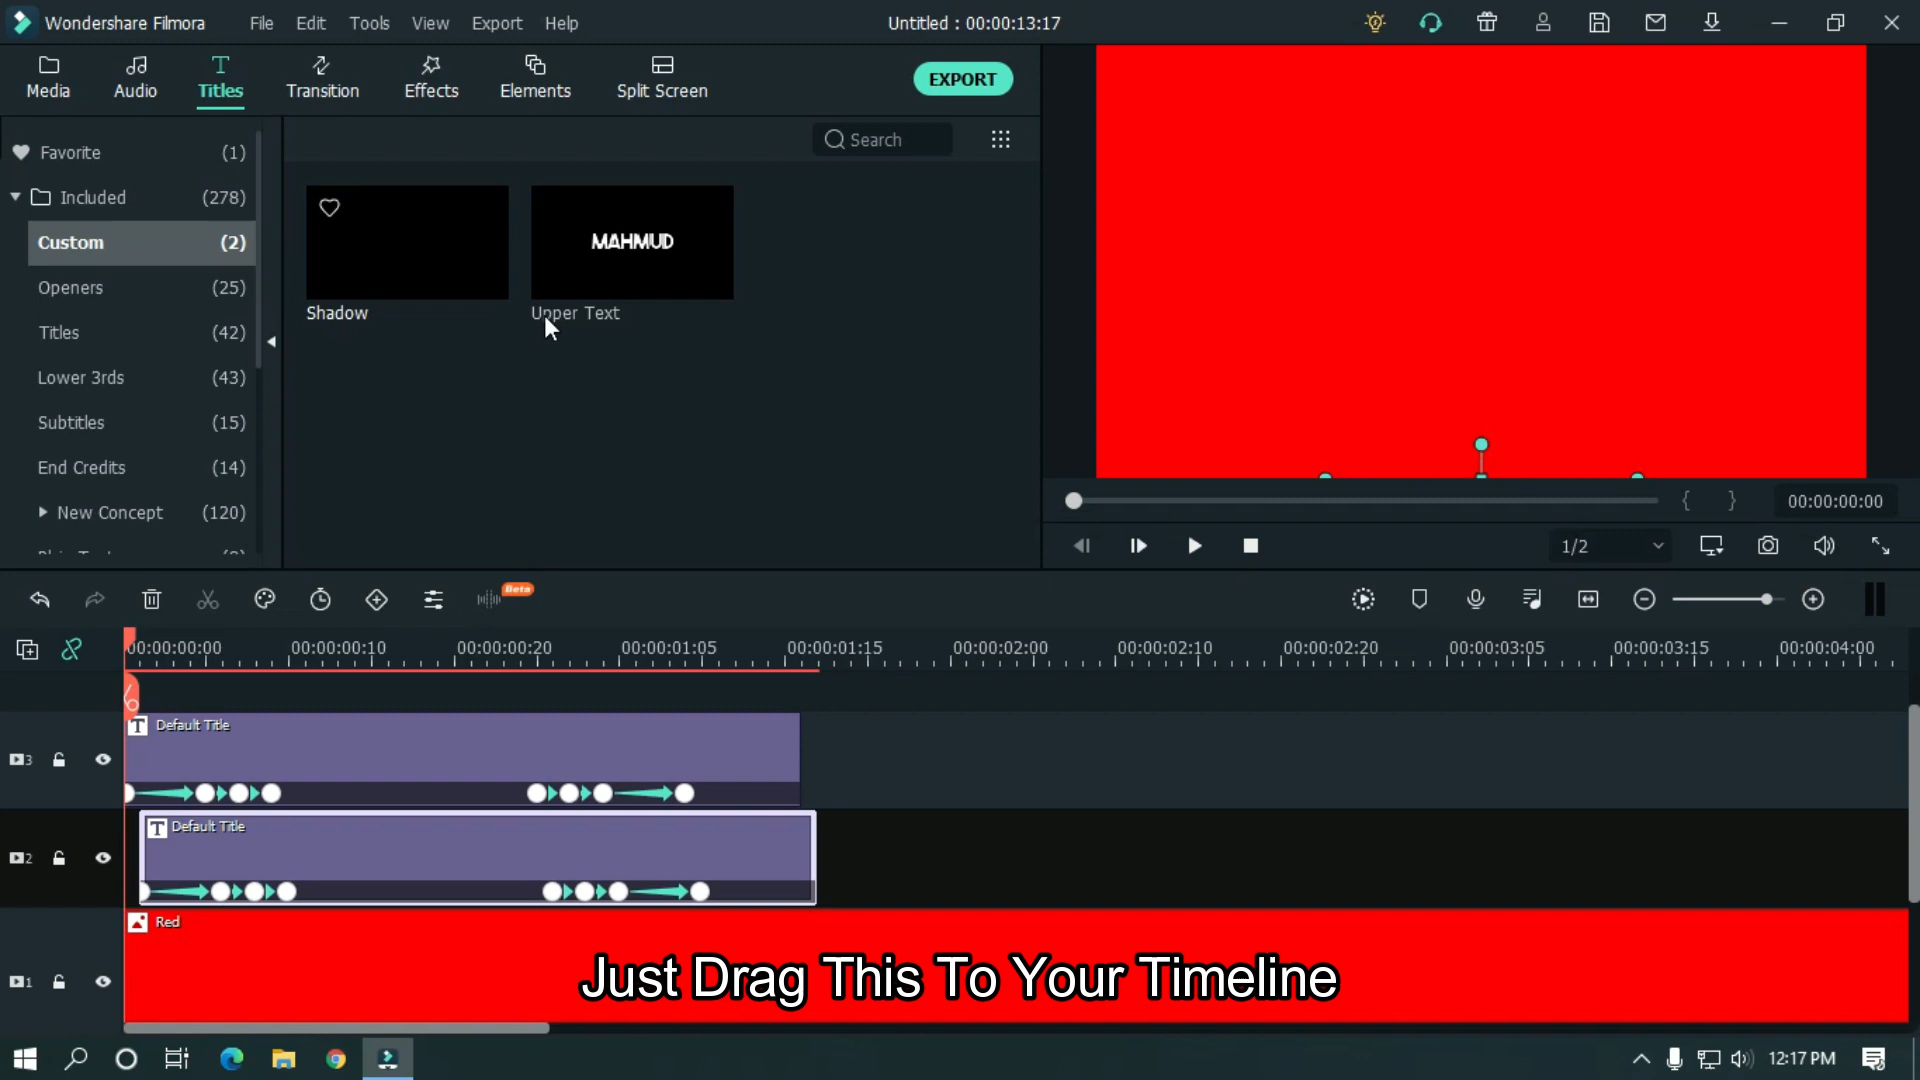 Wondershare Filmora File Edit Tools View Export Help Untitled : 00:00:13:17
Media Audio Titles Transition Effects Elements Split Screen EXPORT
Search
Favorite (1)
Included (278)
Custom (2)
Openers (25)
Titles (42)
Lower 3rds (43)
Subtitles (15)
End Credits (14)
New Concept (120)
MAHMUD
Shadow Upper Text
{ } 00:00:00:00
1/2
Beta
00:00:00:00 00:00:00:10 00:00:00:20 00:00:01:05 00:00:01:15 00:00:02:00 00:00:02:10 00:00:02:20 00:00:03:05 00:00:03:15 00:00:04:00
T Default Title
3
T Default Title
2
Red
1
Just Drag This To Your Timeline
12:17 PM